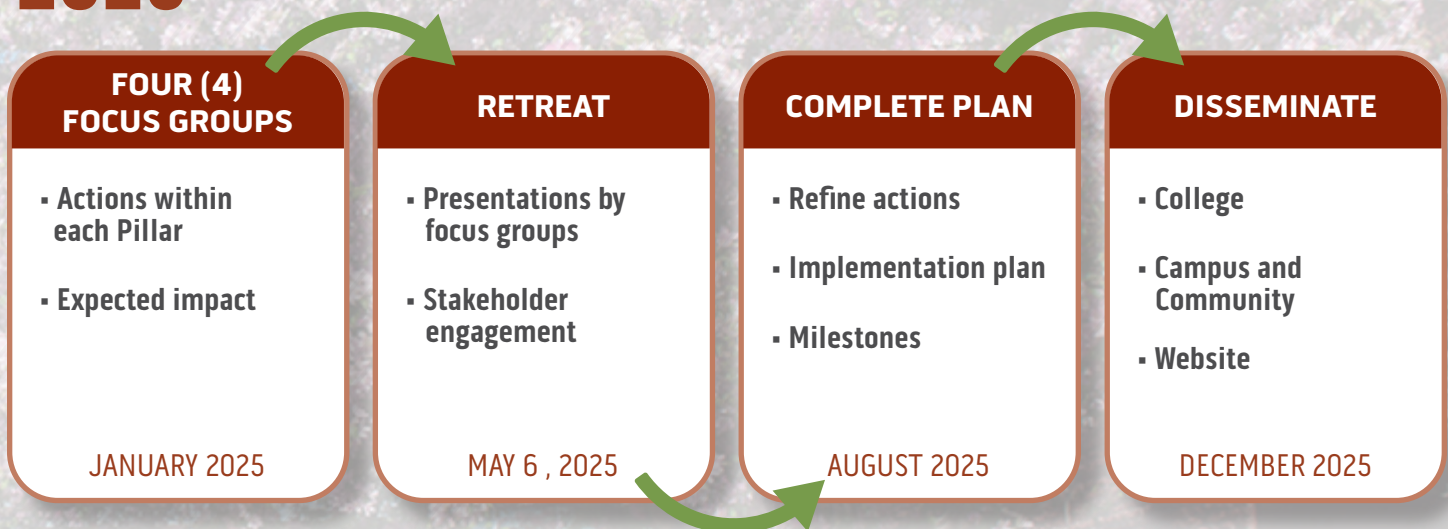 FOUR (4)
FOCUS GROUPS
▪ Actions within
each Pillar
▪ Expected impact
JANUARY 2025
RETREAT
▪ Presentations by
focus groups
▪ Stakeholder
engagement
MAY 6 , 2025
COMPLETE PLAN
▪ Refine actions
▪ Implementation plan
▪ Milestones
AUGUST 2025
DISSEMINATE
▪ College
▪ Campus and
Community
▪ Website
DECEMBER 2025